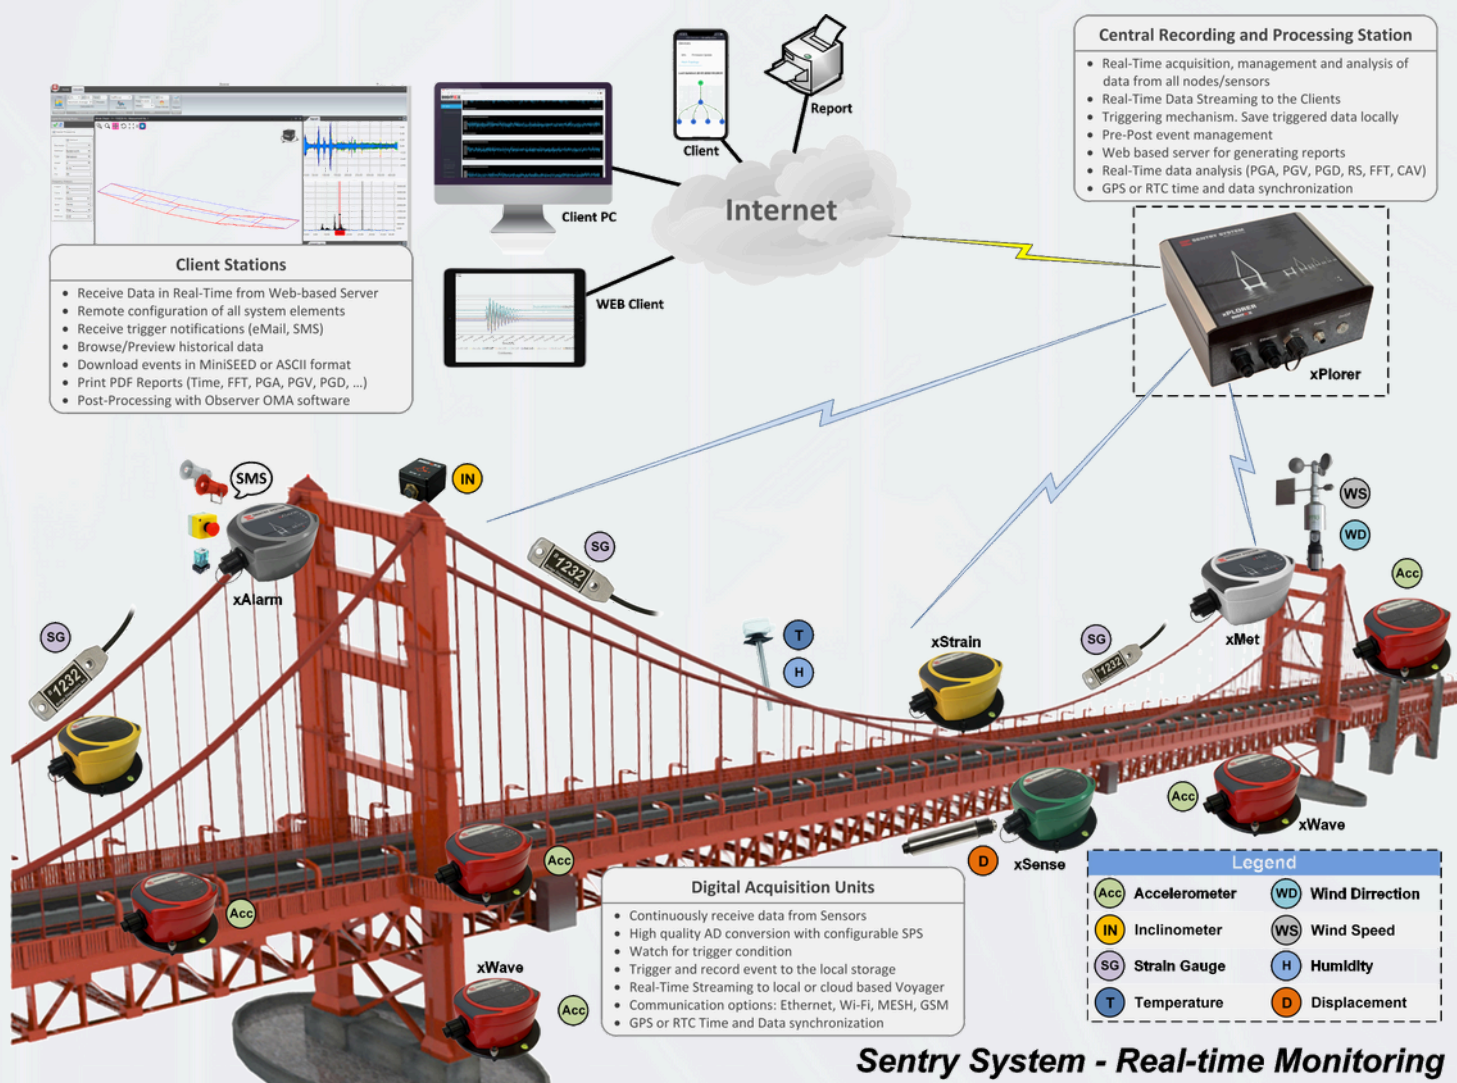 Central Recording and Processing Station
• Real-Time acquisition, management and analysis of
data from all nodes/sensors
• Real-Time Data Streaming to the Clients
• Triggering mechanism. Save triggered data locally
• Pre-Post event management
• Web based server for generating reports
• Real-Time data analysis (PGA, PGV, PGD, RS, FFT, CAV)
• GPS or RTC time and data synchronization
Report
Client
Client PC
Internet
WEB Client
SENTRY SYSTEM
xPLORER
xPlorer
Client Stations
• Receive Data in Real-Time from Web-based Server
• Remote configuration of all system elements
• Receive trigger notifications (eMail, SMS)
• Browse/Preview historical data
• Download events in MiniSEED or ASCII format
• Print PDF Reports (Time, FFT, PGA, PGV, PGD, ...)
• Post-Processing with Observer OMA software
SMS
IN
WS
WD
SG
1232
Acc
xAlarm
SG
1232
T
H
xStrain
SG
1232
xMet
Acc
xWave
D
xSense
Acc
Acc
xWave
Acc
Digital Acquisition Units
• Continuously receive data from Sensors
• High quality AD conversion with configurable SPS
• Watch for trigger condition
• Trigger and record event to the local storage
• Real-Time Streaming to local or cloud based Voyager
• Communication options: Ethernet, Wi-Fi, MESH, GSM
• GPS or RTC Time and Data synchronization
Legend
Acc Accelerometer
WD Wind Dirrection
IN Inclinometer
WS Wind Speed
SG Strain Gauge
H Humidity
T Temperature
D Displacement
Sentry System - Real-time Monitoring